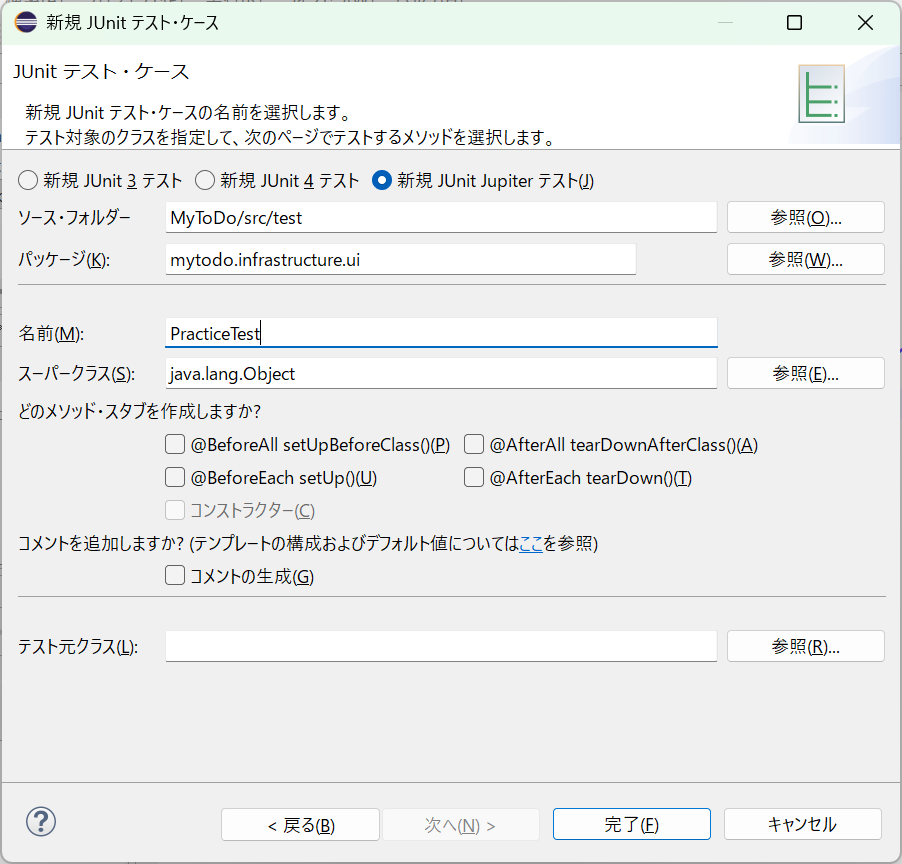 新規 JUnit テスト・ケース
JUnit テスト・ケース
新規 JUnit テスト・ケースの名前を選択します。
テスト対象のクラスを指定して、次のページでテストするメソッドを選択します。
新規 JUnit 3 テスト 新規 JUnit 4 テスト 新規 JUnit Jupiter テスト(J)
ソース・フォルダー MyToDo/src/test 参照(O)...
パッケージ(K): mytodo.infrastructure.ui 参照(W)...
名前(M): PracticeTest
スーパークラス(S): java.lang.Object 参照(E)...
どのメソッド・スタブを作成しますか?
@BeforeAll setUpBeforeClass()(P) @AfterAll tearDownAfterClass()(A)
@BeforeEach setUp()(U) @AfterEach tearDown()(T)
コンストラクター(C)
コメントを追加しますか? (テンプレートの構成およびデフォルト値についてはここを参照)
コメントの生成(G)
テスト元クラス(L): 参照(R)...
? < 戻る(B) 次へ(N) > 完了(F) キャンセル